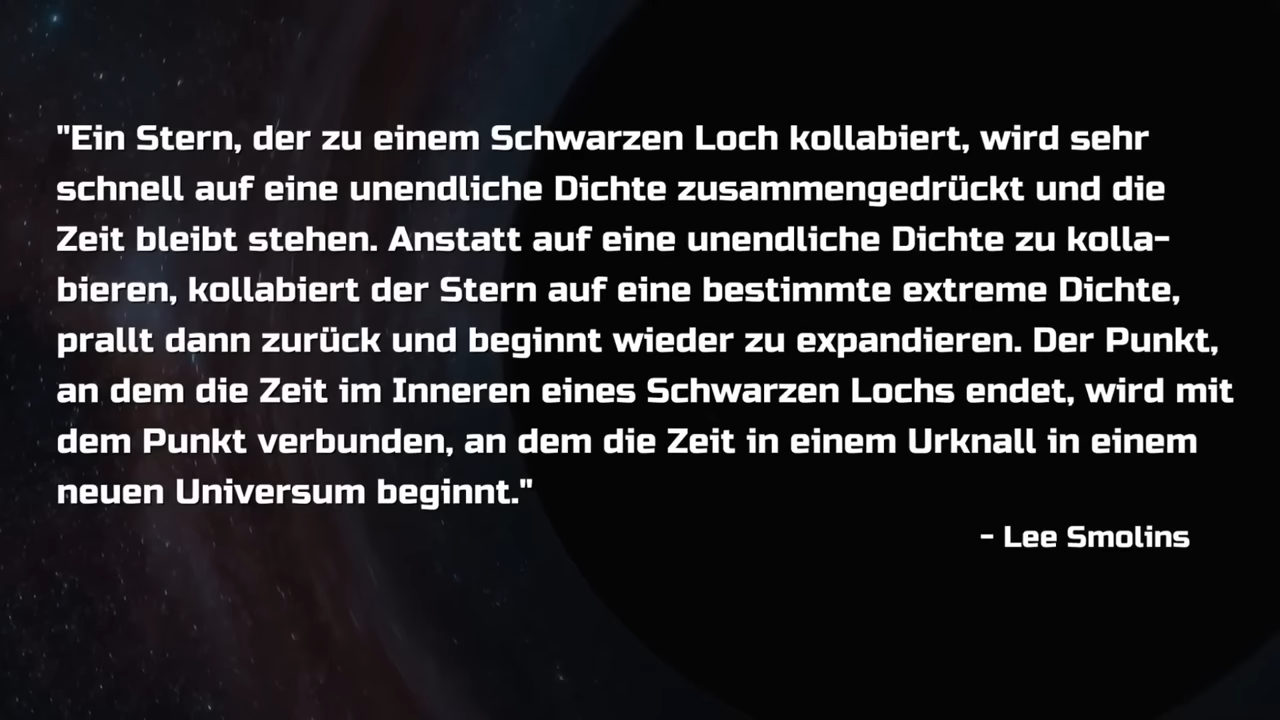 "Ein Stern, der zu einem Schwarzen Loch kollabiert, wird sehr
schnell auf eine unendliche Dichte zusammengedrückt und die
Zeit bleibt stehen. Anstatt auf eine unendliche Dichte zu kolla-
bieren, kollabiert der Stern auf eine bestimmte extreme Dichte,
prallt dann zurück und beginnt wieder zu expandieren. Der Punkt,
an dem die Zeit im Inneren eines Schwarzen Lochs endet, wird mit
dem Punkt verbunden, an dem die Zeit in einem Urknall in einem
neuen Universum beginnt."
- Lee Smolins